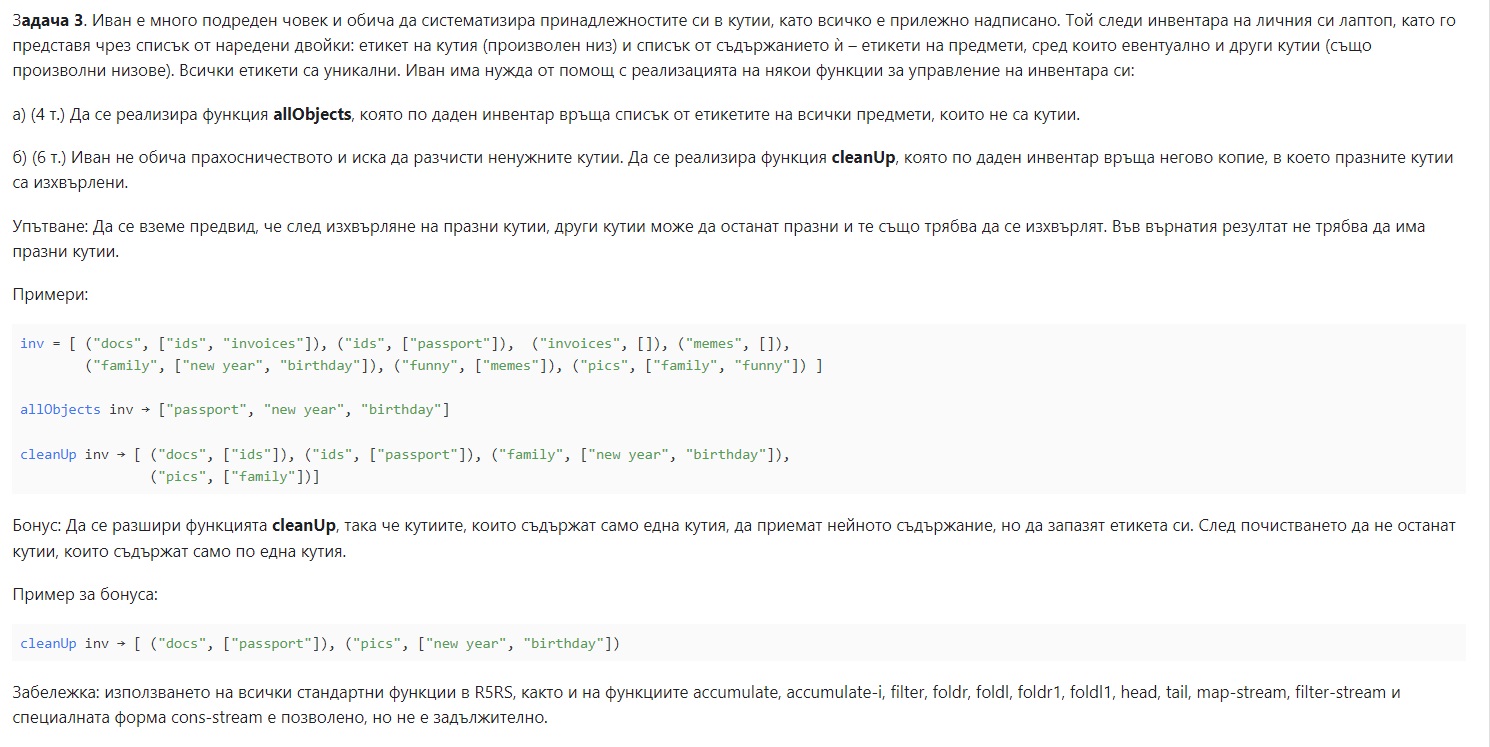 Задача 3. Иван е много подреден човек и обича да систематизира принадлежностите си в кутии, като всичко е прилежно надписано. Той следи инвентара на личния си лаптоп, като го
представя чрез списък от наредени двойки: етикет на кутия (произволен низ) и списък от съдържанието ѝ – етикети на предмети, сред които евентуално и други кутии (също
произволни низове). Всички етикети са уникални. Иван има нужда от помощ с реализацията на някои функции за управление на инвентара си:
а) (4 т.) Да се реализира функция allObjects, която по даден инвентар връща списък от етикетите на всички предмети, които не са кутии.
б) (6 т.) Иван не обича прахосничеството и иска да разчисти ненужните кутии. Да се реализира функция cleanUp, която по даден инвентар връща негово копие, в което празните кутии
са изхвърлени.
Упътване: Да се вземе предвид, че след изхвърляне на празни кутии, други кутии може да останат празни и те също трябва да се изхвърлят. Във върнатия резултат не трябва да има
празни кутии.
Примери:
inv = [ ("docs", ["ids", "invoices"]), ("ids", ["passport"]),  ("invoices", []), ("memes", []),
("family", ["new year", "birthday"]), ("funny", ["memes"]), ("pics", ["family", "funny"]) ]
allObjects inv → ["passport", "new year", "birthday"]
cleanUp inv → [ ("docs", ["ids"]), ("ids", ["passport"]), ("family", ["new year", "birthday"]),
("pics", ["family"])]
Бонус: Да се разшири функцията cleanUp, така че кутиите, които съдържат само една кутия, да приемат нейното съдържание, но да запазят етикета си. След почистването да не останат
кутии, които съдържат само по една кутия.
Пример за бонуса:
cleanUp inv → [ ("docs", ["passport"]), ("pics", ["new year", "birthday"])
Забележка: използването на всички стандартни функции в R5RS, както и на функциите accumulate, accumulate-i, filter, foldr, foldl, foldr1, foldl1, head, tail, map-stream, filter-stream и
специалната форма cons-stream е позволено, но не е задължително.